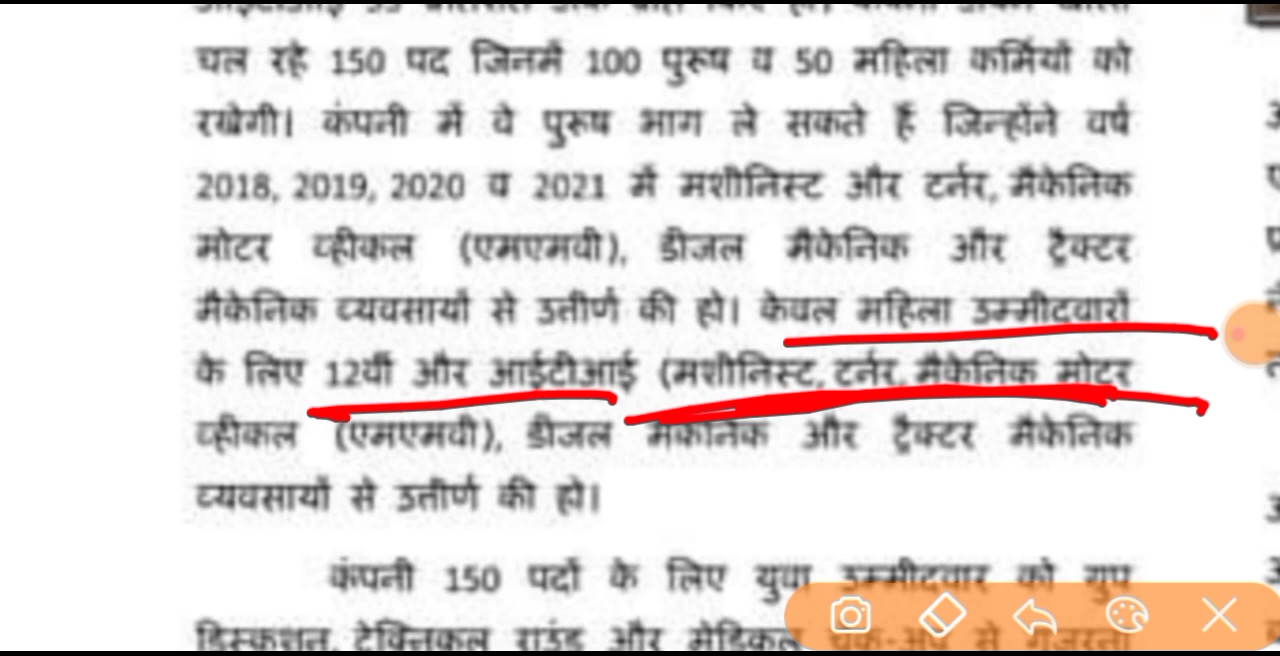 चल रहे 150 पद जिनमें 100 पुरूष व 50 महिला कर्मियों को
रखेगी। कंपनी में वे पुरूष भाग ले सकते हैं जिन्होंने वर्ष
2018, 2019, 2020 व 2021 में मशीनिस्ट और टर्नर, मैकेनिक
मोटर व्हीकल (एमएमवी), डीजल मैकेनिक और ट्रैक्टर
मैकेनिक व्यवसायों से उतीर्ण की हो। केवल महिला उम्मीदवारों
के लिए 12वीं और आईटीआई (मशीनिस्ट, टर्नर, मैकेनिक मोटर
व्हीकल (एमएमवी), डीजल मैकेनिक और ट्रैक्टर मैकेनिक
व्यवसायों से उतीर्ण की हो।
कंपनी 150 पदों के लिए युवा उम्मीदवार को ग्रुप
डिस्कशन, टेक्निकल राउंड और मेडिकल चैक-अप से गुजरना